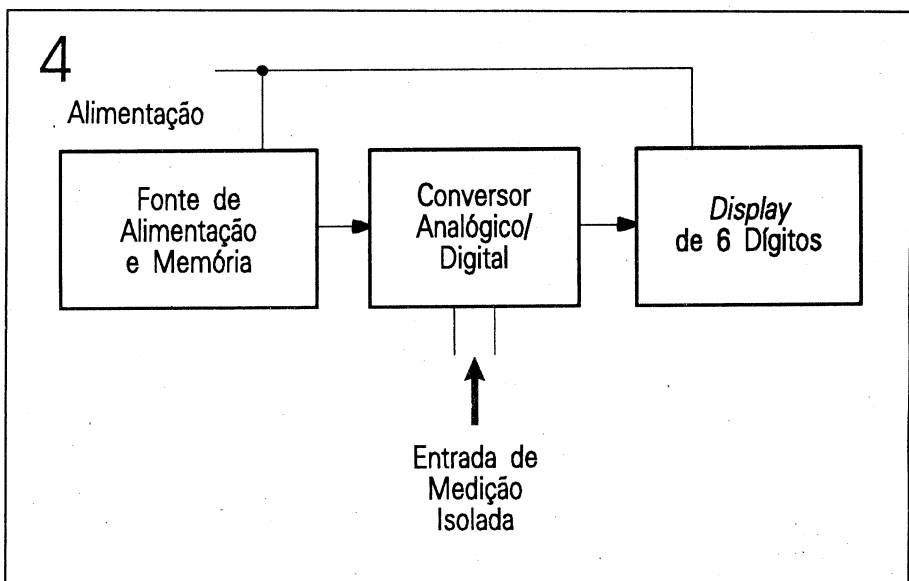 4
Alimentação
Fonte de
Alimentação
e Memória
Conversor
Analógico/
Digital
Display
de 6 Dígitos
Entrada de
Medição
Isolada